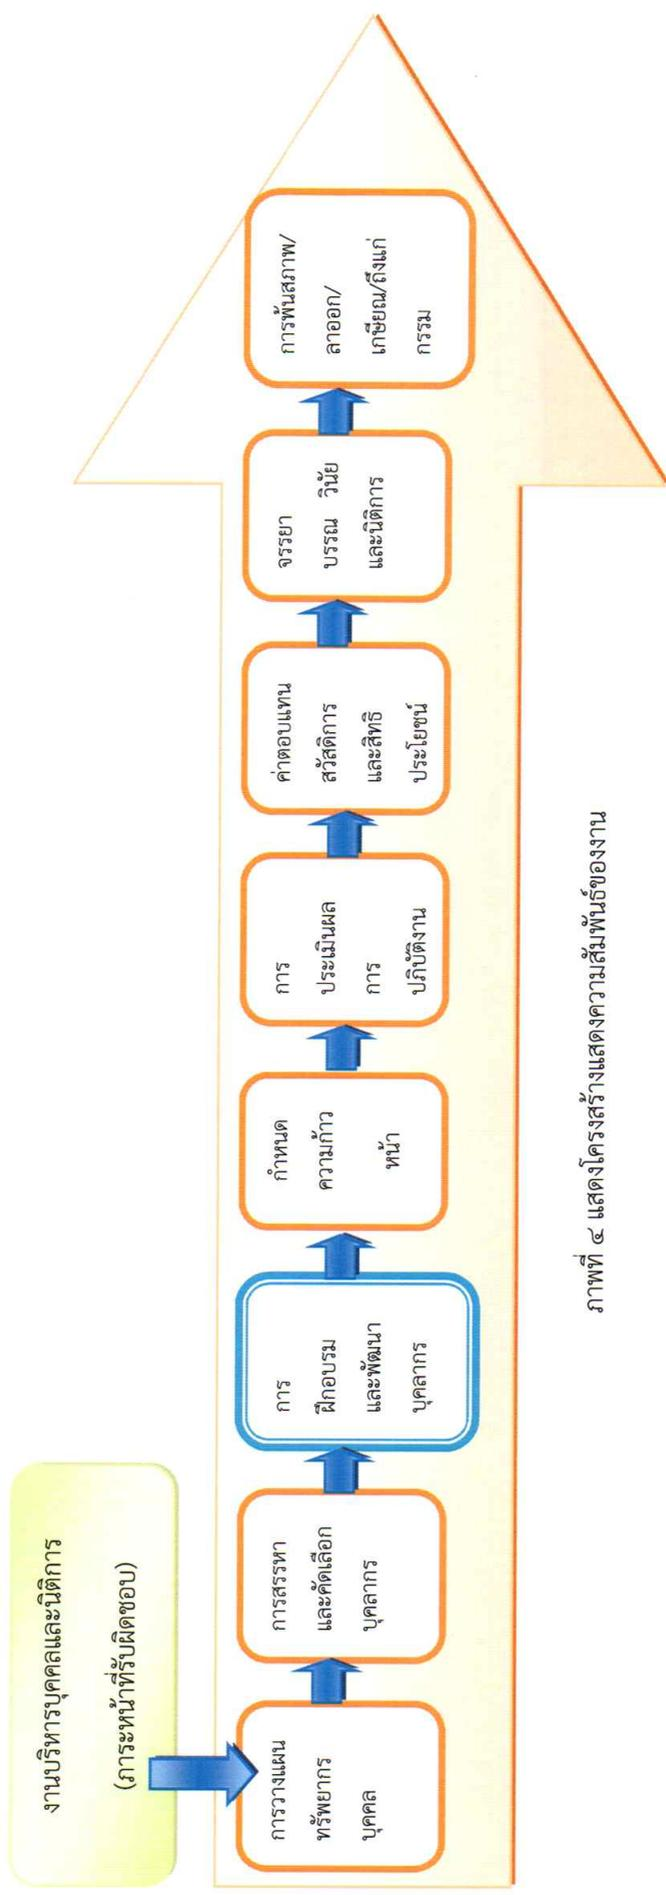 งานบริหารบุคคลและนิติการ
(ภาระหน้าที่รับผิดชอบ)
การวางแผน
ทรัพยากร
บุคคล
การสรรหา
และคัดเลือก
บุคลากร
การ
ฝึกอบรม
และพัฒนา
บุคลากร
กำหนด
ความก้าว
หน้า
การ
ประเมินผล
การ
ปฏิบัติงาน
ค่าตอบแทน
สวัสดิการ
และสิทธิ
ประโยชน์
จรรยา
บรรณ วินัย
และนิติการ
การพ้นสภาพ/
ลาออก/
เกษียณ/ถึงแก่
กรรม
ภาพที่ ๔ แสดงโครงสร้างแสดงความสัมพันธ์ของงาน